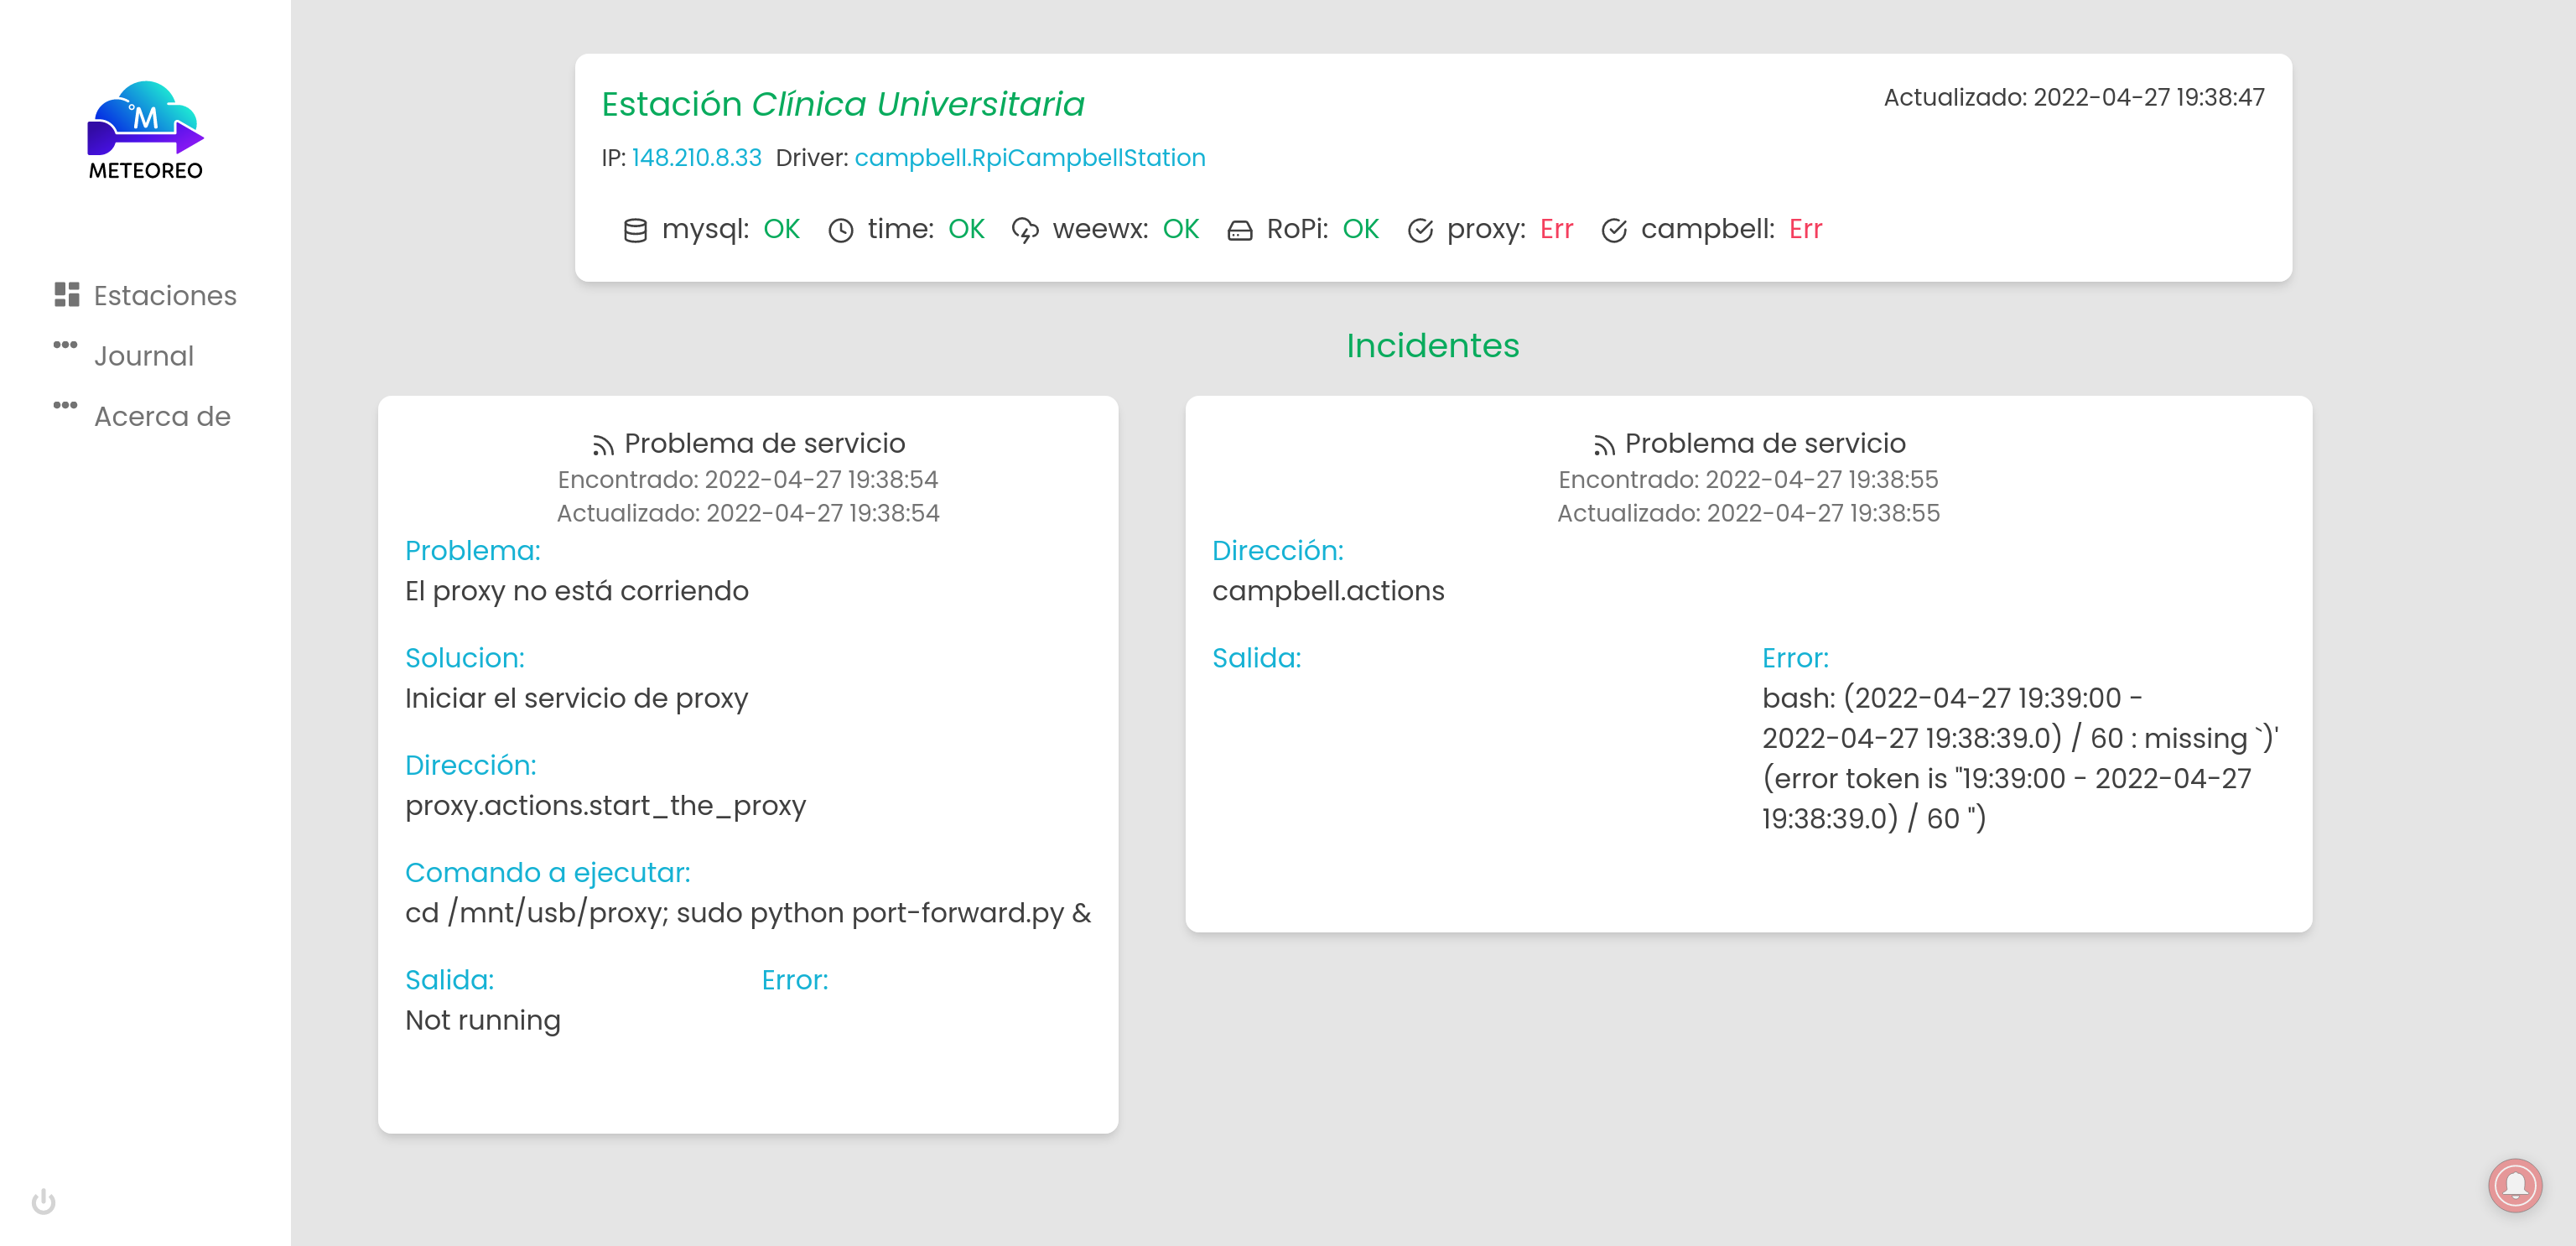 °M
METEOREO
Estaciones
Journal
Acerca de
Estación Clínica Universitaria
Actualizado: 2022-04-27 19:38:47
IP: 148.210.8.33 Driver: campbell.RpiCampbellStation
mysql: OK time: OK weewx: OK RoPi: OK proxy: Err campbell: Err
Incidentes
Problema de servicio
Encontrado: 2022-04-27 19:38:54
Actualizado: 2022-04-27 19:38:54
Problema:
El proxy no está corriendo
Solucion:
Iniciar el servicio de proxy
Dirección:
proxy.actions.start_the_proxy
Comando a ejecutar:
cd /mnt/usb/proxy; sudo python port-forward.py &
Salida: Error:
Not running
Problema de servicio
Encontrado: 2022-04-27 19:38:55
Actualizado: 2022-04-27 19:38:55
Dirección:
campbell.actions
Salida: Error:
bash: (2022-04-27 19:39:00 -
2022-04-27 19:38:39.0) / 60 : missing `)'
(error token is "19:39:00 - 2022-04-27
19:38:39.0) / 60 ")